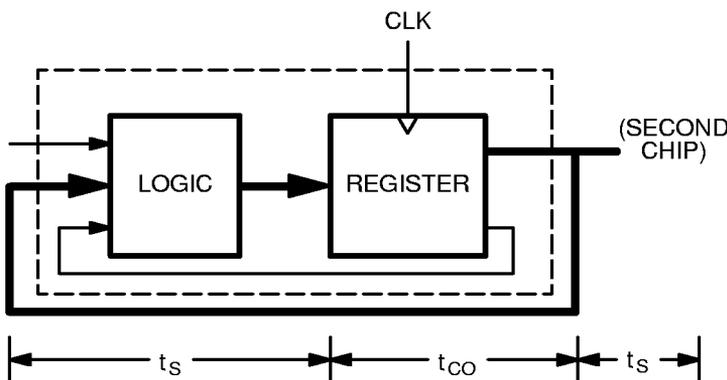 CLK
(SECOND
CHIP)
LOGIC
REGISTER
tS
tCO
tS